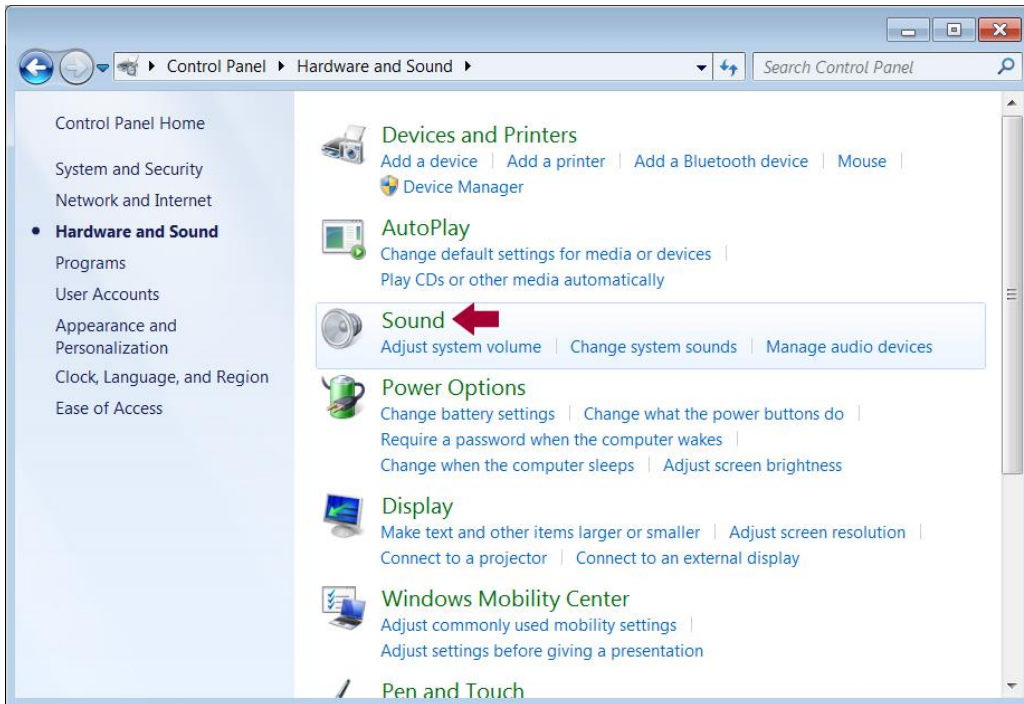 Control Panel Hardware and Sound
Search Control Panel
Control Panel Home
System and Security
Network and Internet
Hardware and Sound
Programs
User Accounts
Appearance and
Personalization
Clock, Language, and Region
Ease of Access
Devices and Printers
Add a device Add a printer Add a Bluetooth device Mouse
Device Manager
AutoPlay
Change default settings for media or devices
Play CDs or other media automatically
Sound
Adjust system volume Change system sounds Manage audio devices
Power Options
Change battery settings Change what the power buttons do
Require a password when the computer wakes
Change when the computer sleeps Adjust screen brightness
Display
Make text and other items larger or smaller Adjust screen resolution
Connect to a projector Connect to an external display
Windows Mobility Center
Adjust commonly used mobility settings
Adjust settings before giving a presentation
Pen and Touch